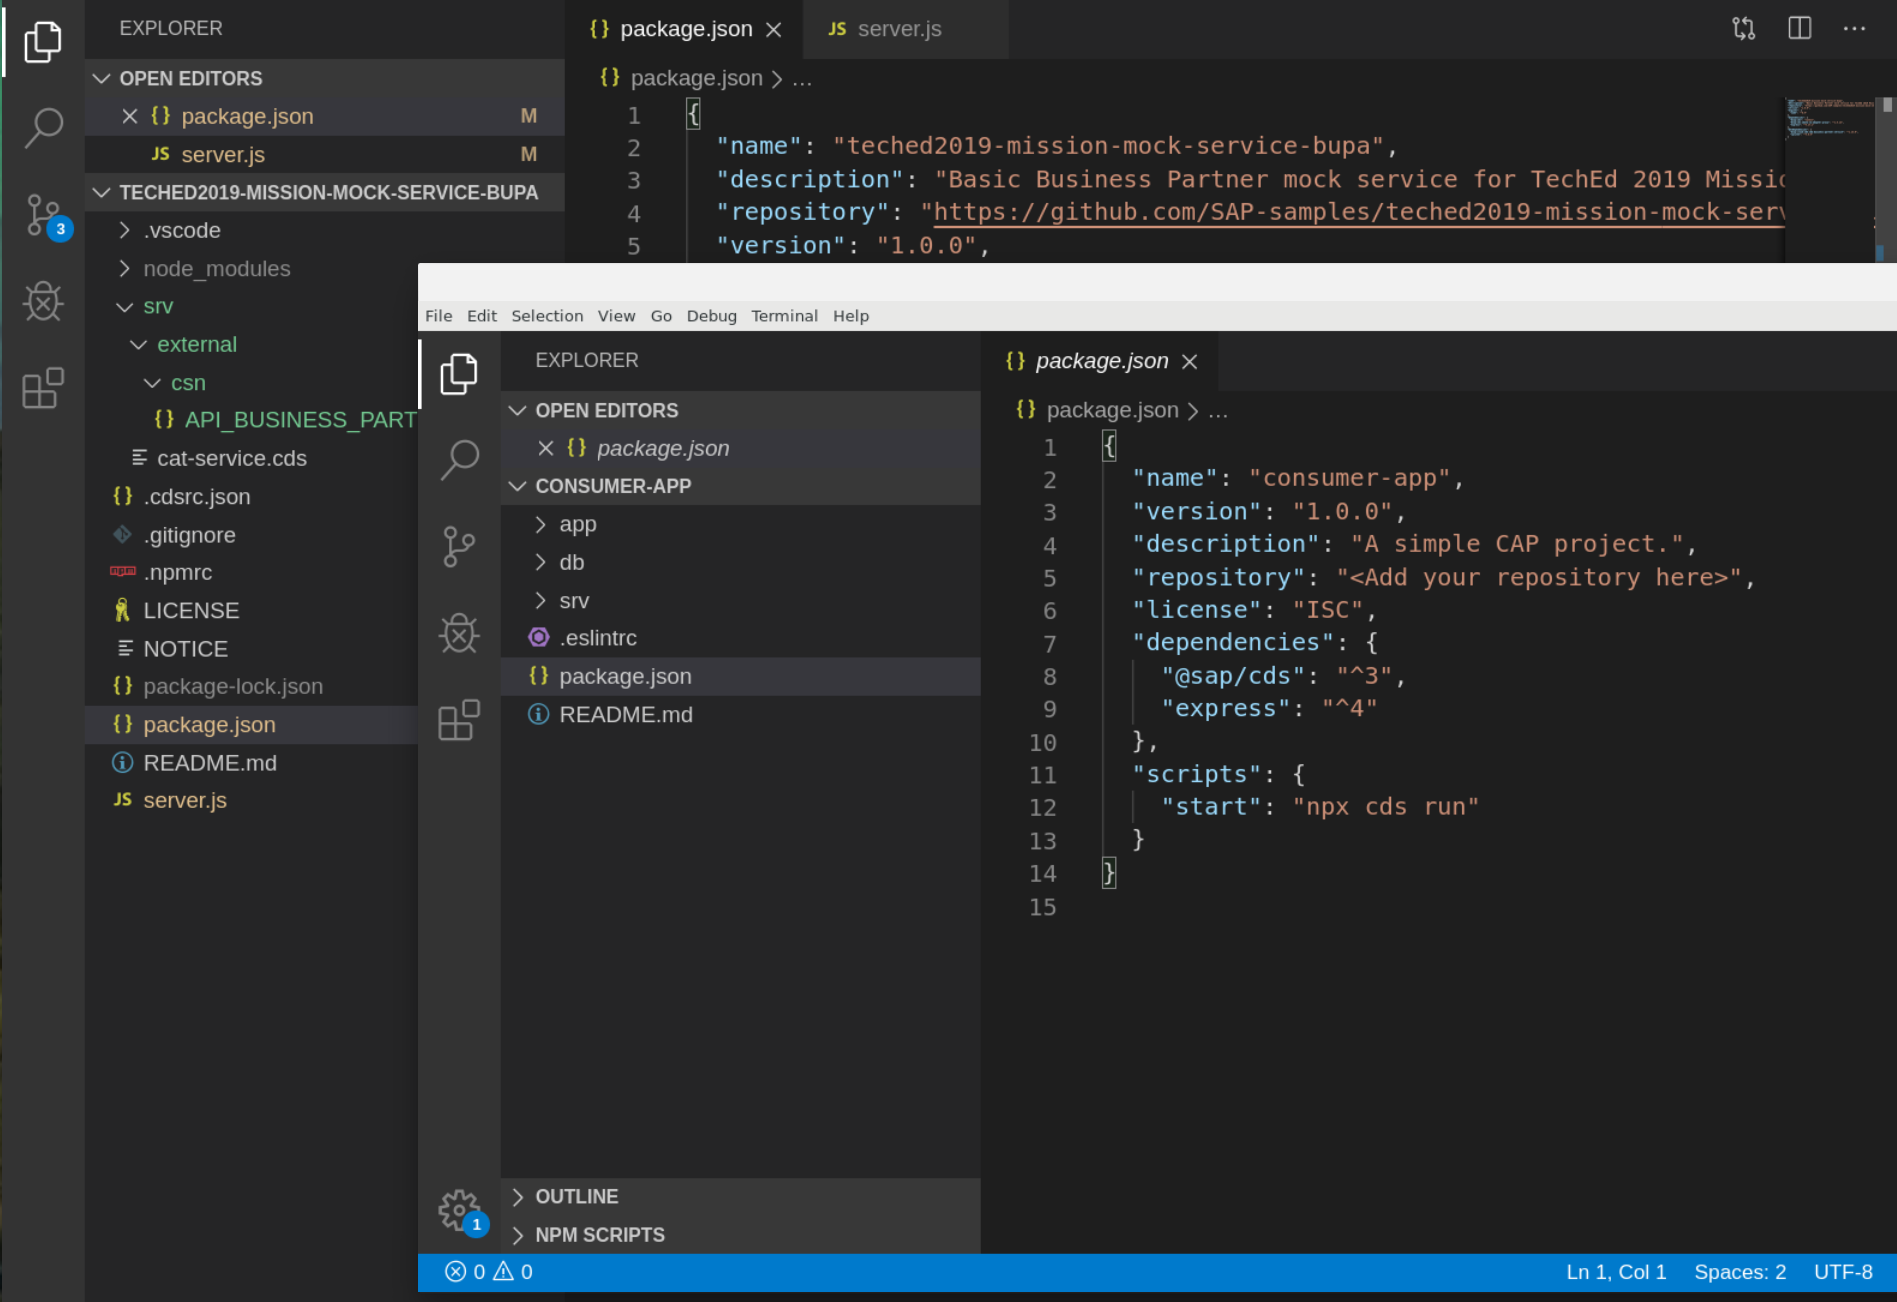 EXPLORER
OPEN EDITORS
package.json M
JS server.js M
TECHED2019-MISSION-MOCK-SERVICE-BUPA
.vscode
node_modules
srv
external
csn
{} API_BUSINESS_PART
cat-service.cds
{} .cdsrc.json
.gitignore
.npmrc
LICENSE
NOTICE
{} package-lock.json
{} package.json
README.md
JS server.js
3
{} package.json
JS server.js
{} package.json > ...
1 {
2 "name": "teched2019-mission-mock-service-bupa",
3 "description": "Basic Business Partner mock service for TechEd 2019 Missio
4 "repository": "https://github.com/SAP-samples/teched2019-mission-mock-serv
5 "version": "1.0.0",
File Edit Selection View Go Debug Terminal Help
EXPLORER
OPEN EDITORS
{} package.json
CONSUMER-APP
app
db
srv
.eslintrc
{} package.json
README.md
OUTLINE
NPM SCRIPTS
1
{} package.json
{} package.json > ...
1 {
2 "name": "consumer-app",
3 "version": "1.0.0",
4 "description": "A simple CAP project.",
5 "repository": "<Add your repository here>",
6 "license": "ISC",
7 "dependencies": {
8 "@sap/cds": "^3",
9 "express": "^4"
10 },
11 "scripts": {
12 "start": "npx cds run"
13 }
14 }
15
0 0
Ln 1, Col 1 Spaces: 2 UTF-8